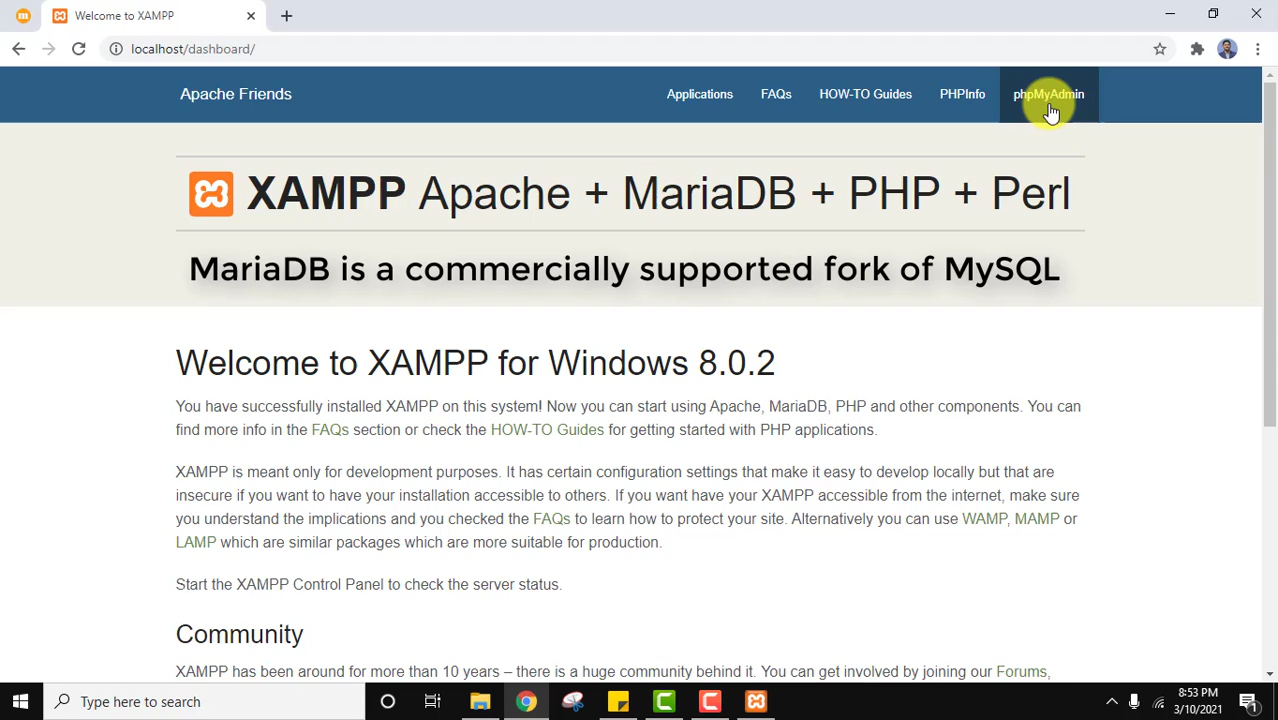 Welcome to XAMPP
localhost/dashboard/
Apache Friends
Applications
FAQs
HOW-TO Guides
PHPInfo
phpMyAdmin
XAMPP Apache + MariaDB + PHP + Perl
MariaDB is a commercially supported fork of MySQL
Welcome to XAMPP for Windows 8.0.2
You have successfully installed XAMPP on this system! Now you can start using Apache, MariaDB, PHP and other components. You can
find more info in the FAQs section or check the HOW-TO Guides for getting started with PHP applications.
XAMPP is meant only for development purposes. It has certain configuration settings that make it easy to develop locally but that are
insecure if you want to have your installation accessible to others. If you want have your XAMPP accessible from the internet, make sure
you understand the implications and you checked the FAQs to learn how to protect your site. Alternatively you can use WAMP, MAMP or
LAMP which are similar packages which are more suitable for production.
Start the XAMPP Control Panel to check the server status.
Community
XAMPP has been around for more than 10 years – there is a huge community behind it. You can get involved by joining our Forums,
Type here to search
8:53 PM
3/10/2021
1